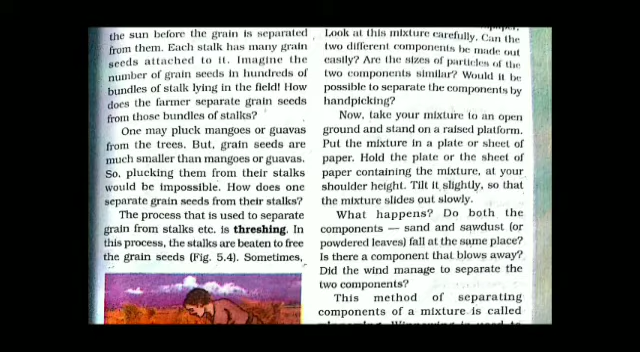 the sun before the grain is separated
from them. Each stalk has many grain
seeds attached to it. Imagine the
number of grain seeds in hundreds of
bundles of stalk lying in the field! How
does the farmer separate grain seeds
from those bundles of stalks?
One may pluck mangoes or guavas
from the trees. But, grain seeds are
much smaller than mangoes or guavas.
So, plucking them from their stalks
would be impossible. How does one
separate grain seeds from their stalks?
The process that is used to separate
grain from stalks etc. is threshing. In
this process, the stalks are beaten to free
the grain seeds (Fig. 5.4). Sometimes,
Look at this mixture carefully. Can the
two different components be made out
easily? Are the sizes of particles of the
two components similar? Would it be
possible to separate the components by
handpicking?
Now, take your mixture to an open
ground and stand on a raised platform.
Put the mixture in a plate or sheet of
paper. Hold the plate or the sheet of
paper containing the mixture, at your
shoulder height. Tilt it slightly, so that
the mixture slides out slowly.
What happens? Do both the
components — sand and sawdust (or
powdered leaves) fall at the same place?
Is there a component that blows away?
Did the wind manage to separate the
two components?
This method of separating
components of a mixture is called